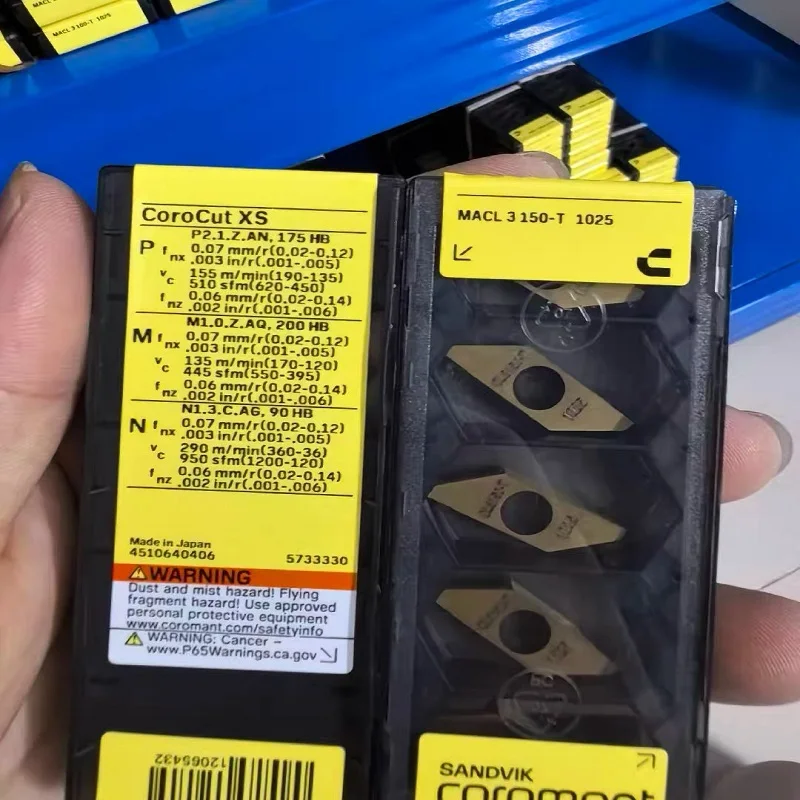 MACL 3 100-T 1025
CoroCut XS
P2.1.Z.AN, 175 HB
P fnx 0.07 mm/r(0.02-0.12)
.003 in/r(.001-.005)
vc 155 m/min(190-135)
510 sfm(620-450)
fnz 0.06 mm/r(0.02-0.14)
.002 in/r(.001-.006)
M1.0.Z.AQ, 200 HB
M fnx 0.07 mm/r(0.02-0.12)
.003 in/r(.001-.005)
vc 135 m/min(170-120)
445 sfm(550-395)
fnz 0.06 mm/r(0.02-0.14)
.002 in/r(.001-.006)
N1.3.C.AG, 90 HB
N fnx 0.07 mm/r(0.02-0.12)
.003 in/r(.001-.005)
vc 290 m/min(360-36)
950 sfm(1200-120)
fnz 0.06 mm/r(0.02-0.14)
.002 in/r(.001-.006)
Made in Japan
4510640406 5733330
WARNING
Dust and mist hazard! Flying
fragment hazard! Use approved
personal protective equipment
www.coromant.com/safetyinfo
WARNING: Cancer –
www.P65Warnings.ca.gov
12065432
MACL 3 150-T 1025
SANDVIK
coromant